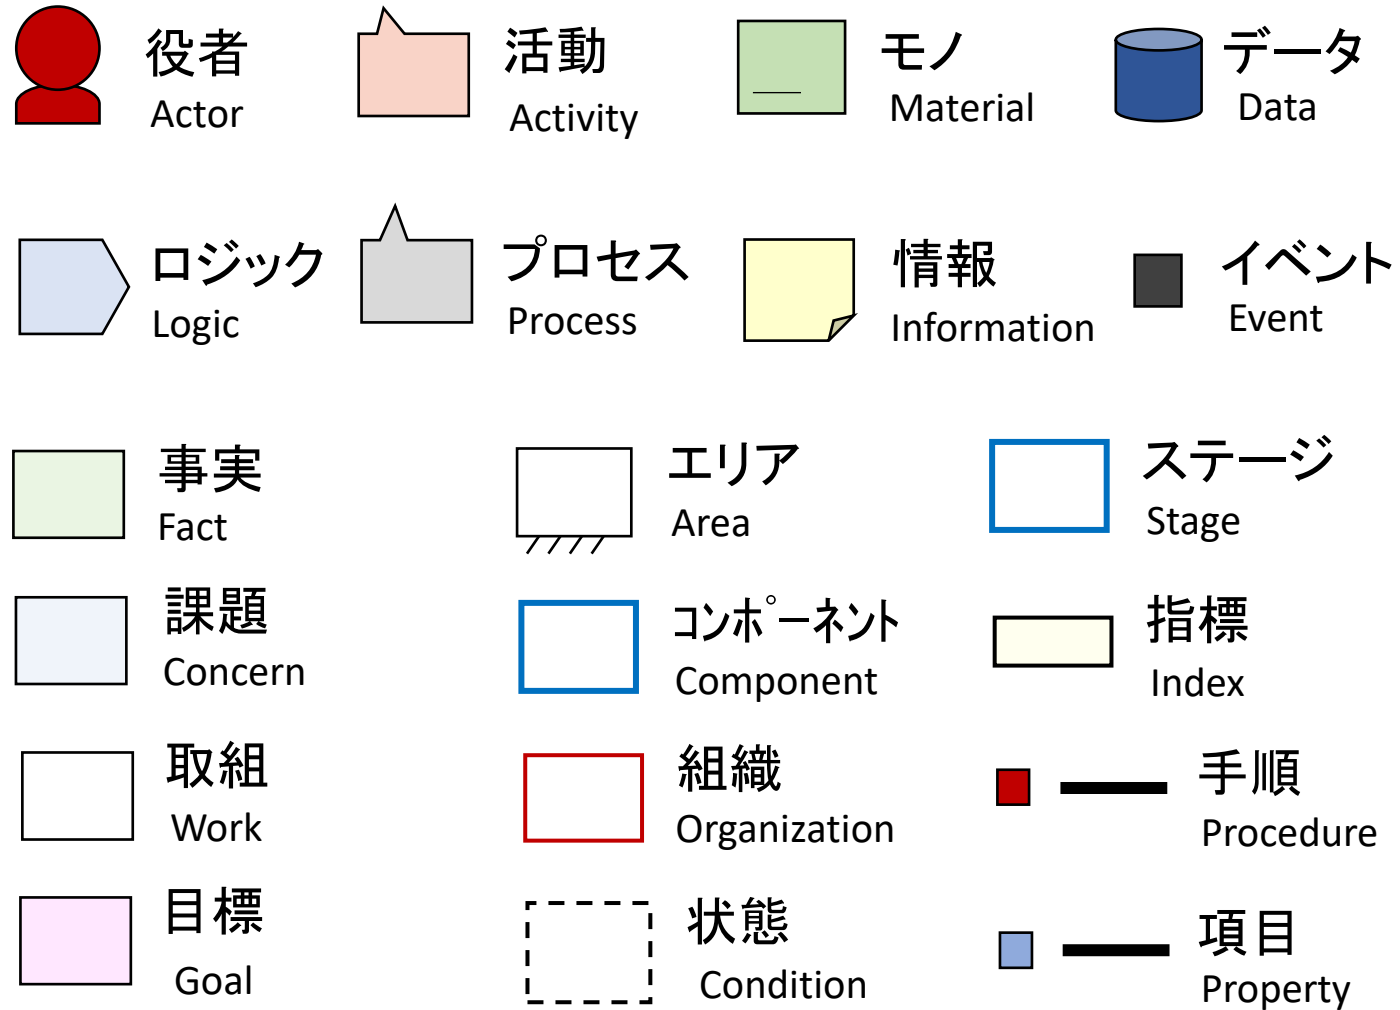 役者
Actor
活動
Activity
モノ
Material
データ
Data
ロジック
Logic
プロセス
Process
情報
Information
イベント
Event
事実
Fact
エリア
Area
ステージ
Stage
課題
Concern
コンポーネント
Component
指標
Index
取組
Work
組織
Organization
手順
Procedure
目標
Goal
状態
Condition
項目
Property